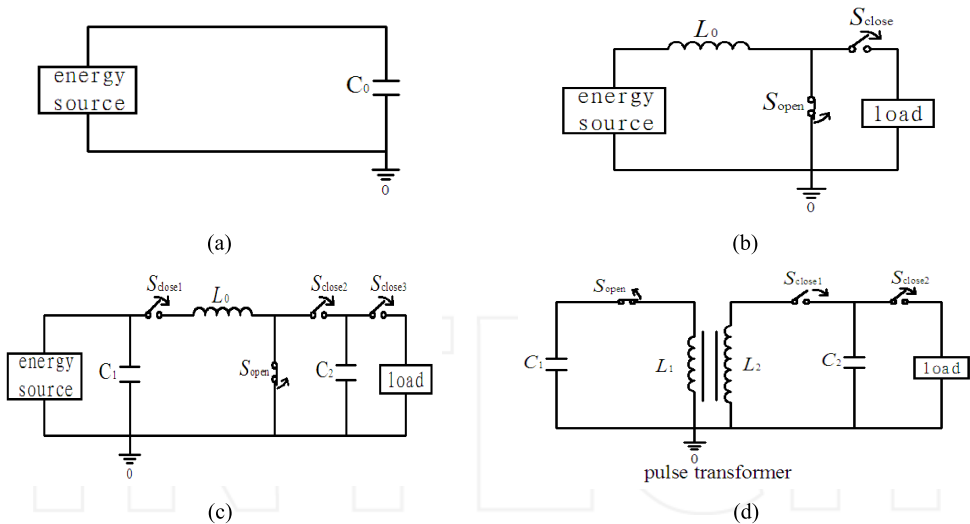 energy
source
C0
0
(a)
L0
Sclose
energy
source
Sopen
load
0
(b)
Sclose1
L0
Sclose2
Sclose3
energy
source
C1
Sopen
C2
load
0
(c)
Sopen
Sclose1
Sclose2
C1
L1
L2
C2
load
0
pulse transformer
(d)